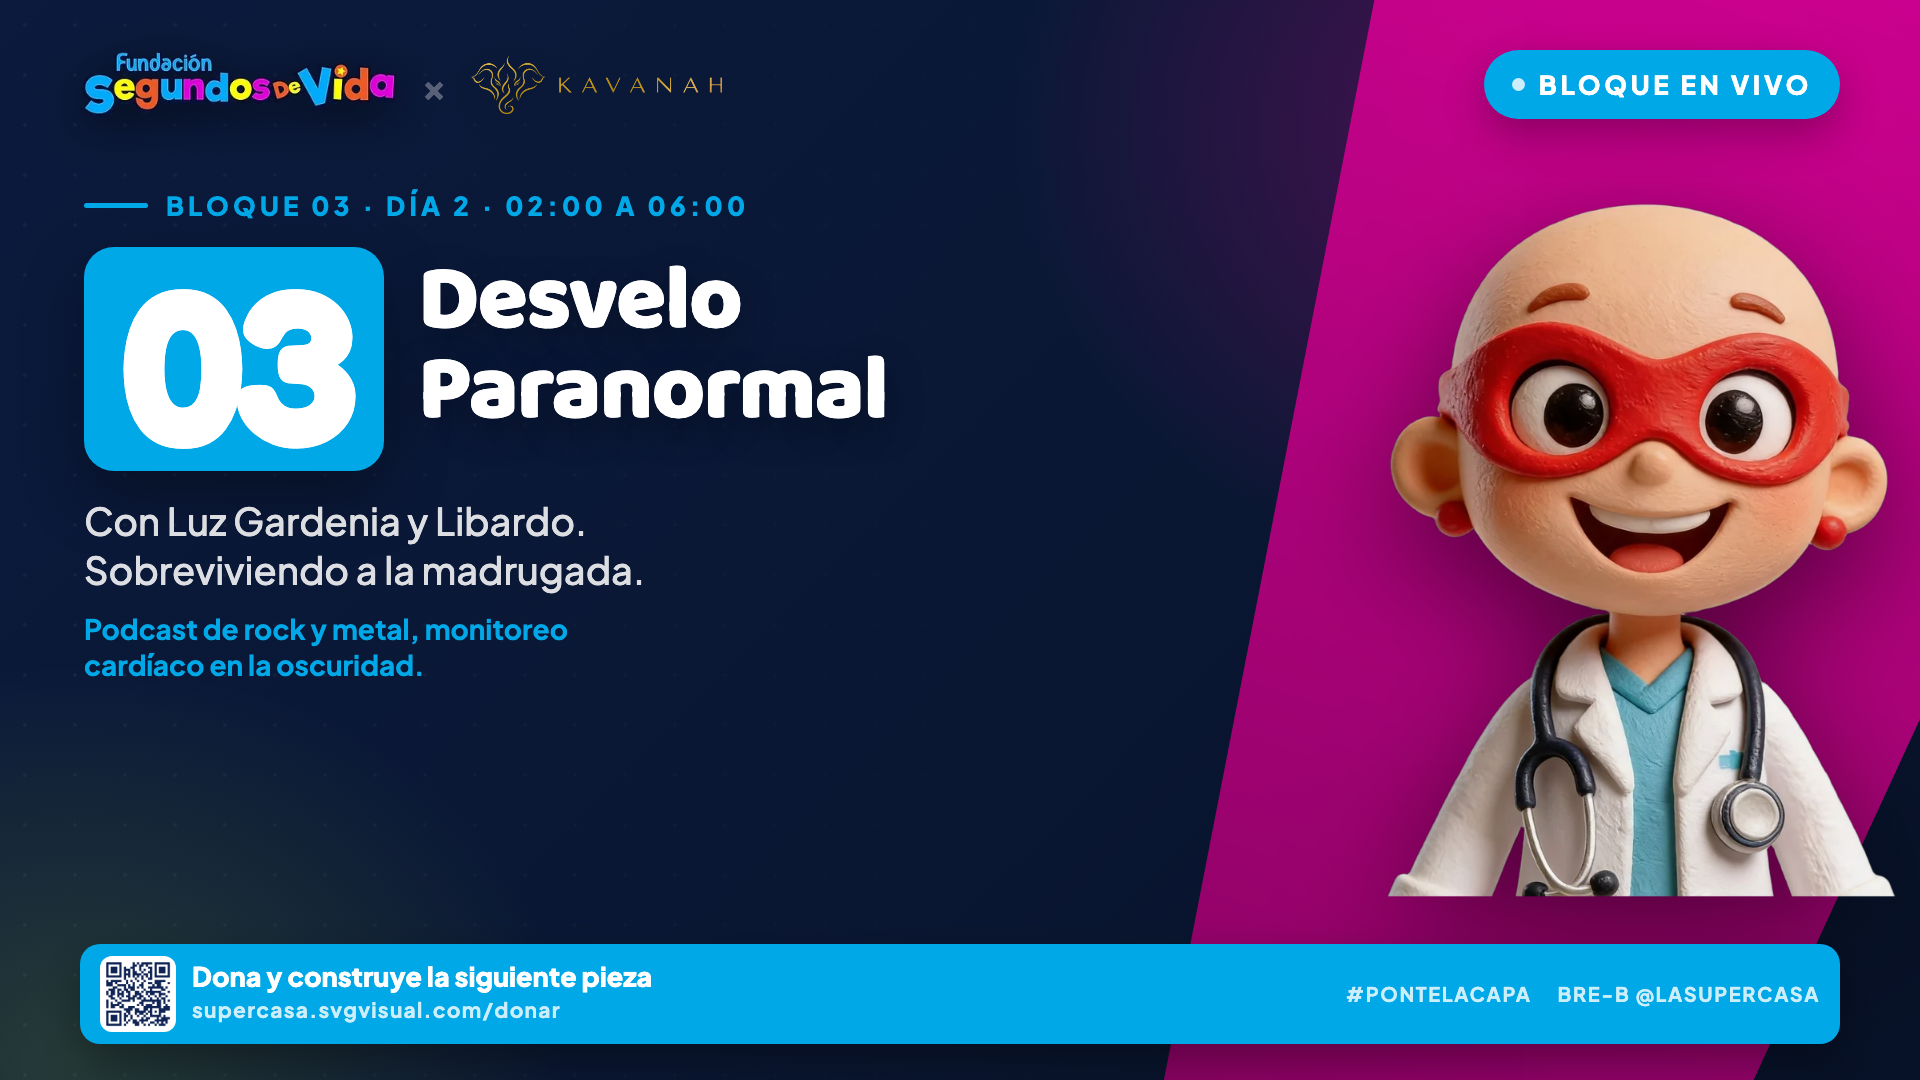 Fundación
Segundos De Vida × KAVANAH
BLOQUE EN VIVO
BLOQUE 03 · DÍA 2 · 02:00 A 06:00
03
Desvelo
Paranormal
Con Luz Gardenia y Libardo.
Sobreviviendo a la madrugada.
Podcast de rock y metal, monitoreo
cardíaco en la oscuridad.
Dona y construye la siguiente pieza
supercasa.svgvisual.com/donar
#PONTELACAPA BRE-B @LASUPERCASA